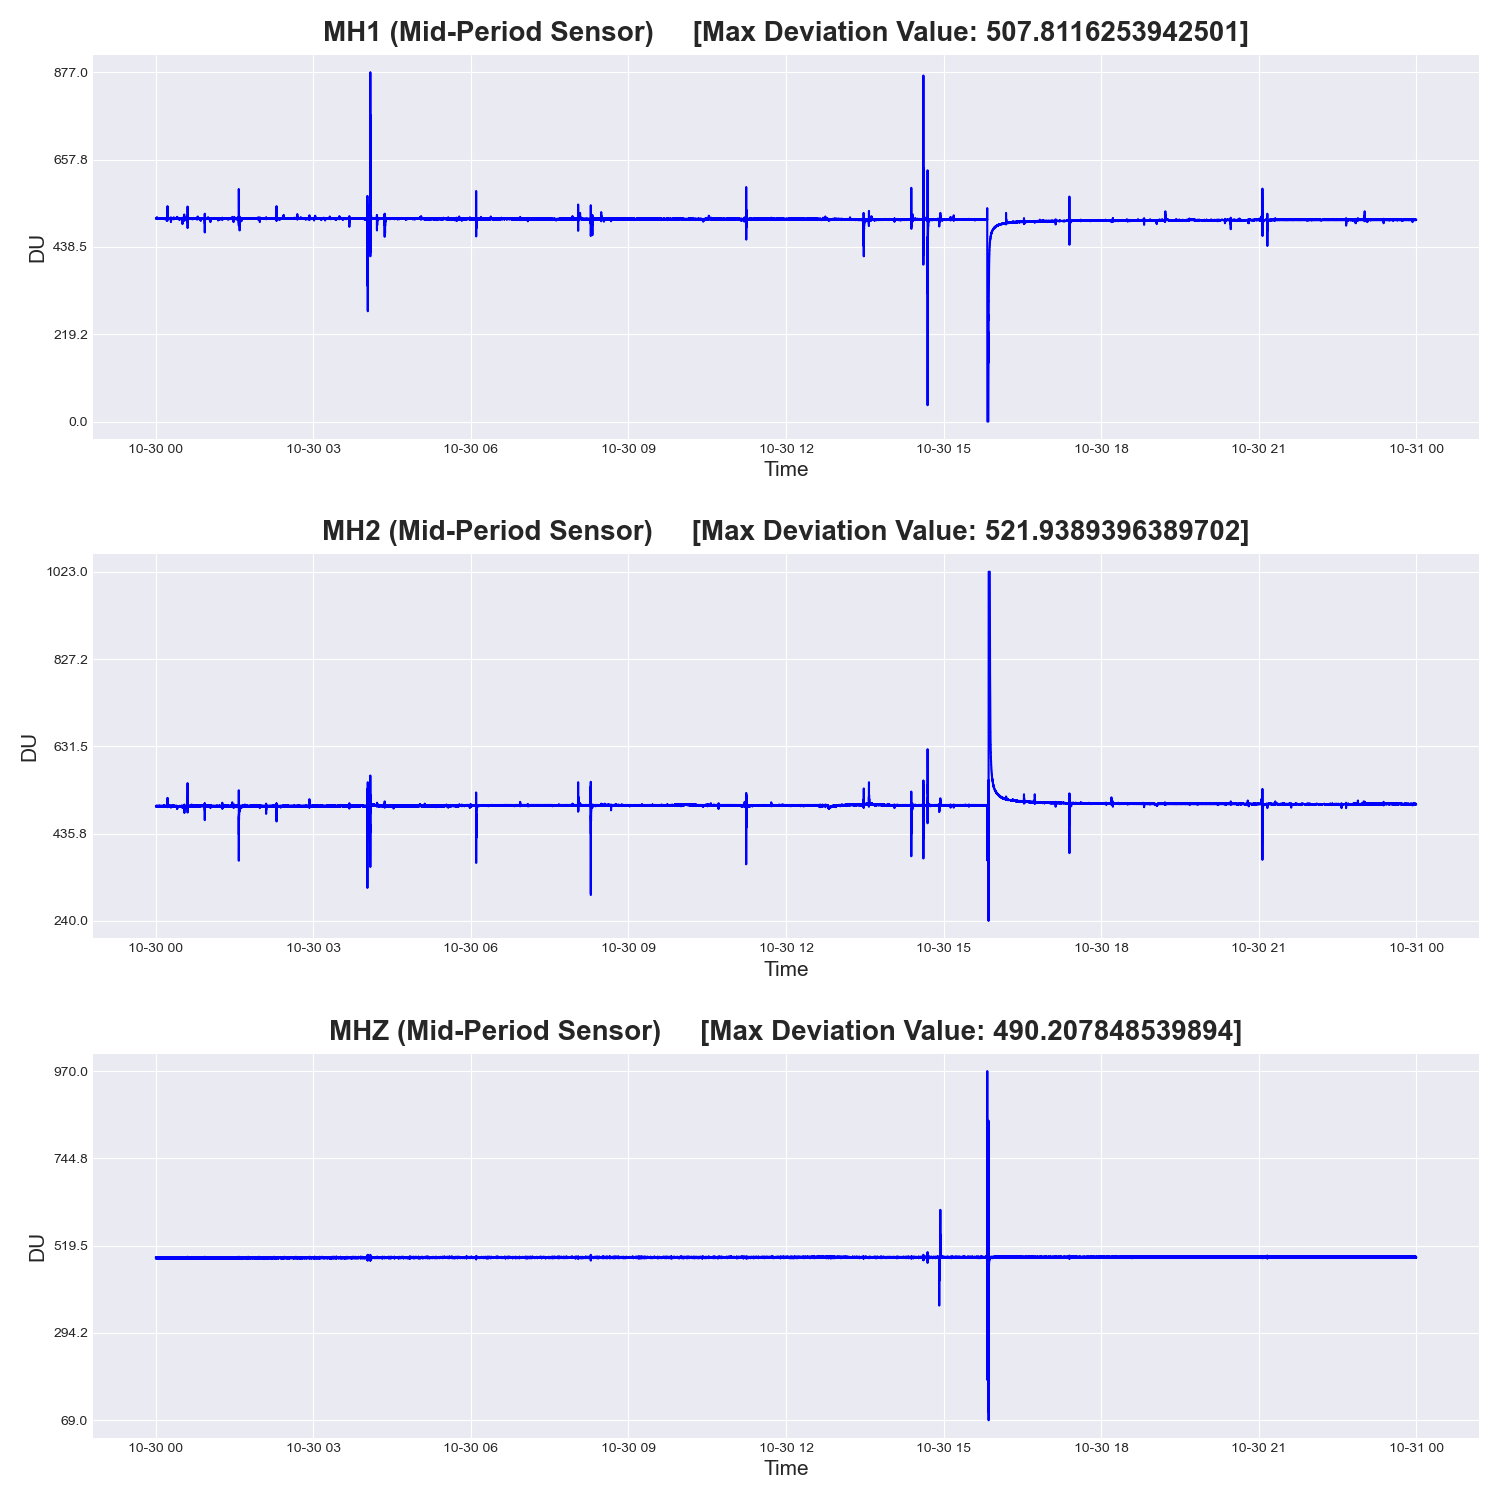 MH1 (Mid-Period Sensor) [Max Deviation Value: 507.8116253942501]
877.0
657.8
438.5
219.2
0.0
DU
10-30 00 10-30 03 10-30 06 10-30 09 10-30 12 10-30 15 10-30 18 10-30 21 10-31 00
Time
MH2 (Mid-Period Sensor) [Max Deviation Value: 521.9389396389702]
1023.0
827.2
631.5
435.8
240.0
DU
10-30 00 10-30 03 10-30 06 10-30 09 10-30 12 10-30 15 10-30 18 10-30 21 10-31 00
Time
MHZ (Mid-Period Sensor) [Max Deviation Value: 490.207848539894]
970.0
744.8
519.5
294.2
69.0
DU
10-30 00 10-30 03 10-30 06 10-30 09 10-30 12 10-30 15 10-30 18 10-30 21 10-31 00
Time